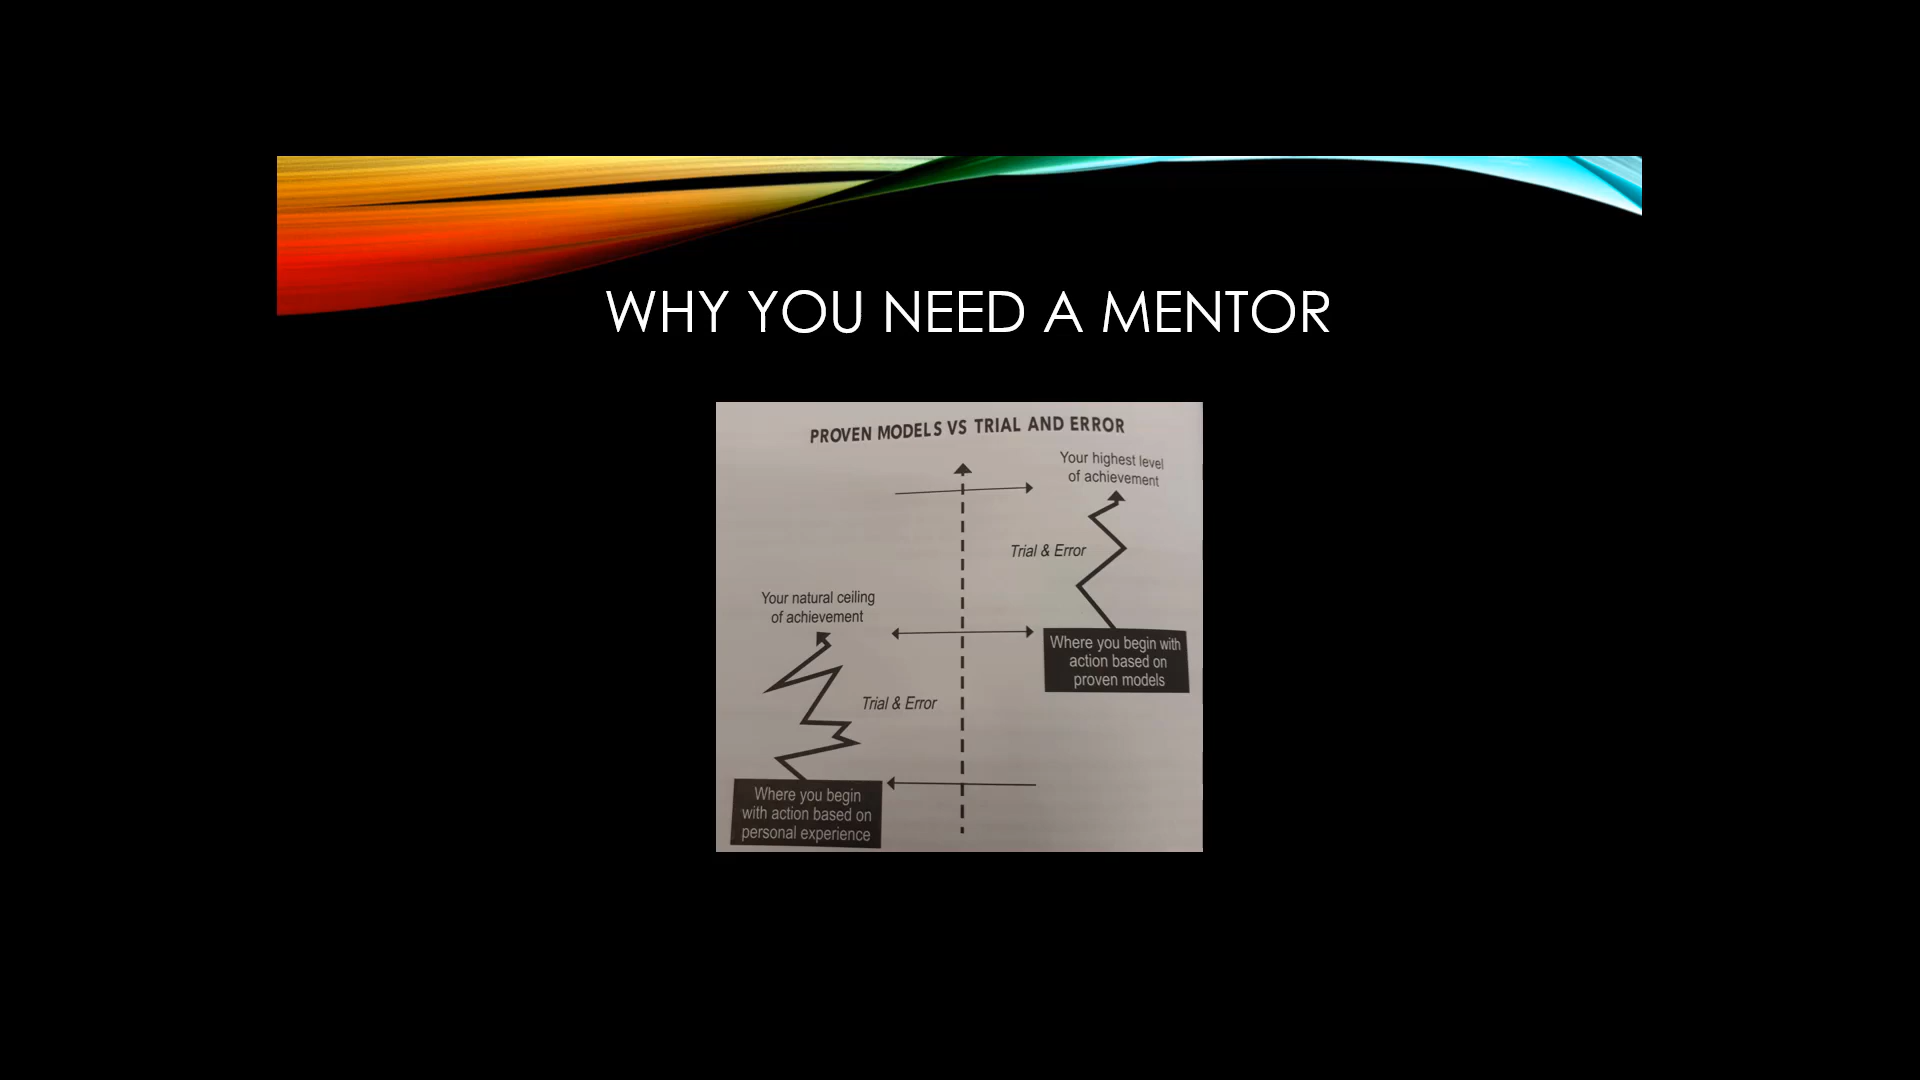 WHY YOU NEED A MENTOR
PROVEN MODELS VS TRIAL AND ERROR
Your highest level
of achievement
Trial & Error
Where you begin with
action based on
proven models
Your natural ceiling
of achievement
Trial & Error
Where you begin
with action based on
personal experience